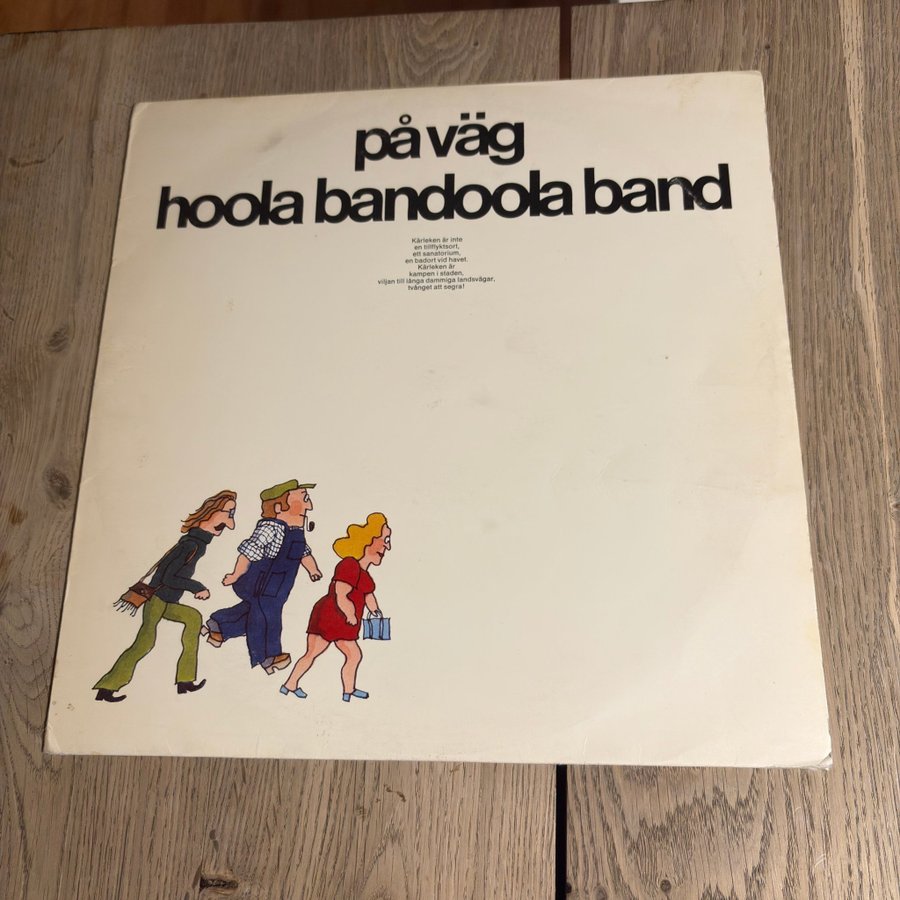 på väg
hoola bandoola band
Kärleken är inte
en tillflyktsort,
ett sanatorium,
en badort vid havet.
Kärleken är
kampen i staden,
viljan till långa dammiga landsvägar,
tvånget att segra!